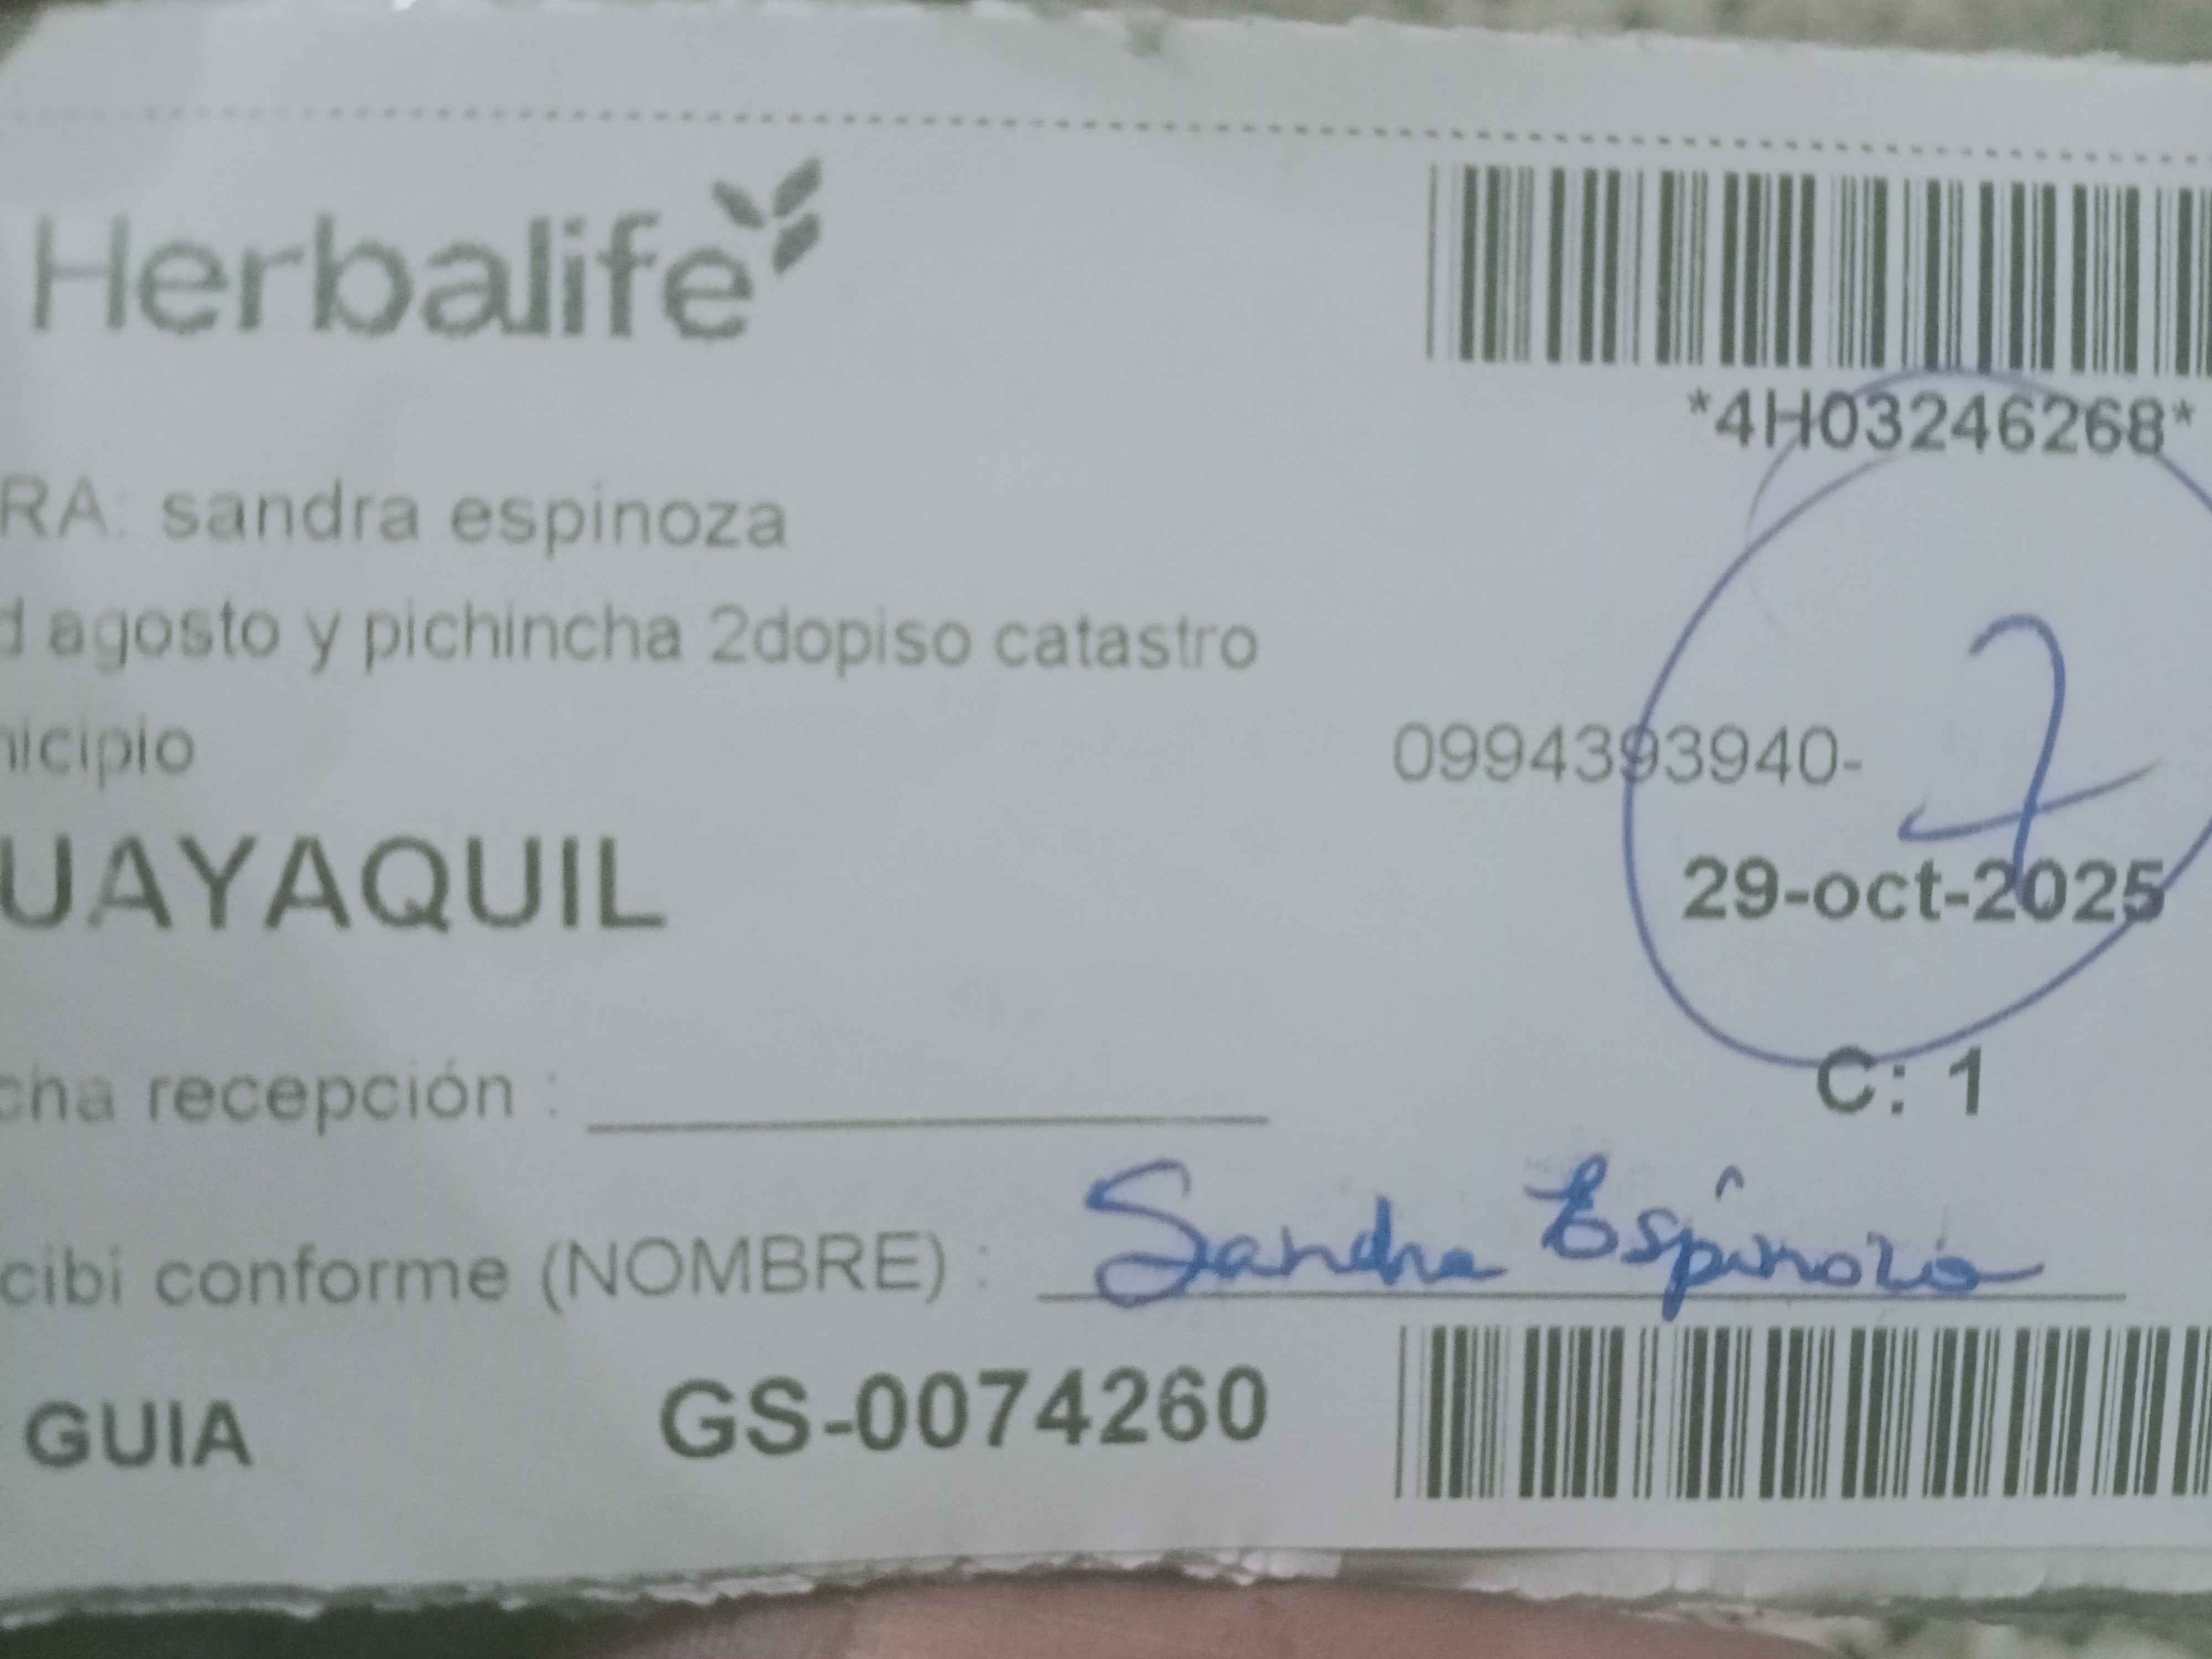 Herbalife
*4H03246268*
RA: sandra espinoza
d agosto y pichincha 2dopiso catastro
nicipio
0994393940-
7
UAYAQUIL
29-oct-2025
cha recepción :
C: 1
cibi conforme (NOMBRE) : Sandra Espinoza
GUIA GS-0074260